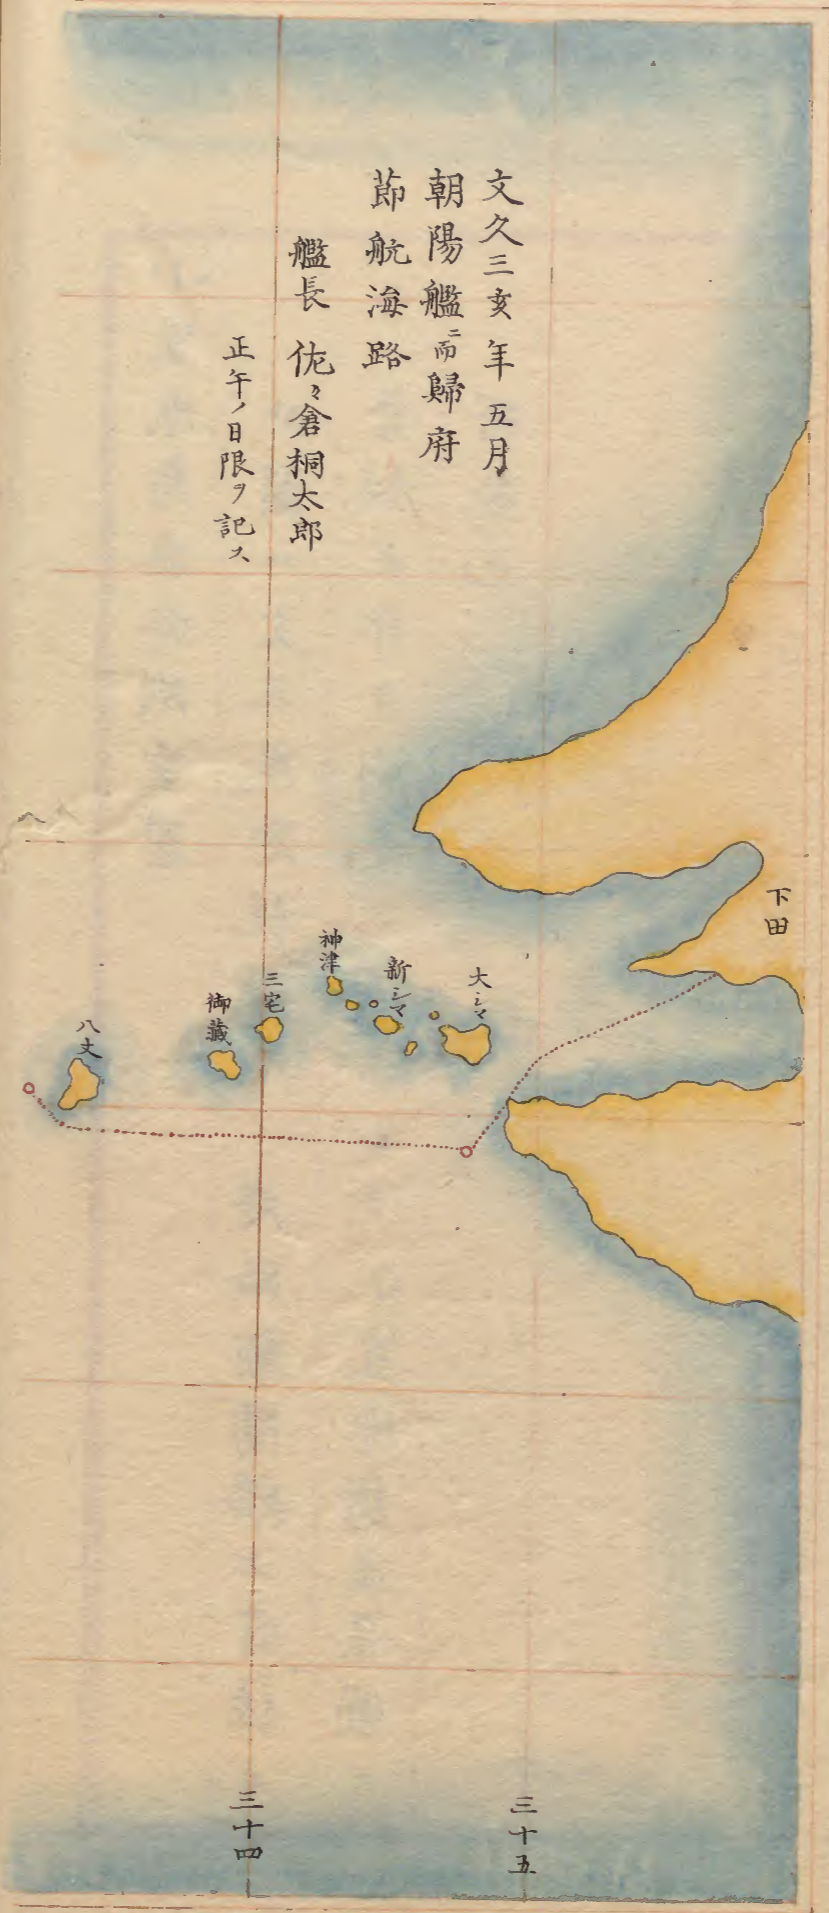 文久三亥年五月
朝陽艦ニ而歸府
節航海路
艦長 佐々倉桐太郎
正午ノ日限ヲ記ス
下田
大シマ
新シマ
神津
三宅
御藏
八丈
三十五
三十四